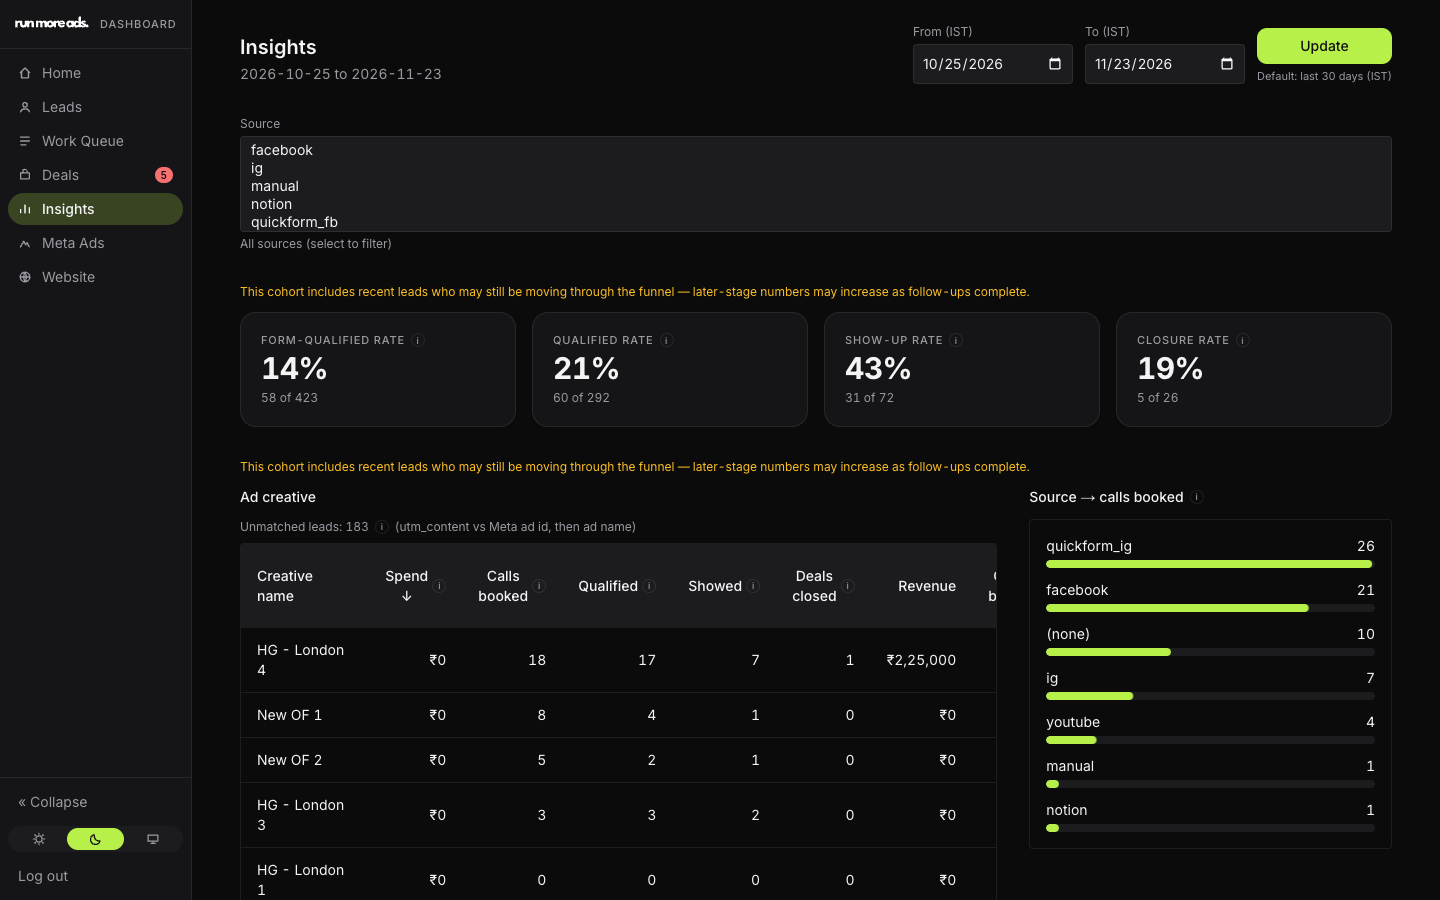 run more ads. DASHBOARD
Home
Leads
Work Queue
Deals 5
Insights
Meta Ads
Website
« Collapse
Log out
Insights
2026-10-25 to 2026-11-23
From (IST)
10/25/2026
To (IST)
11/23/2026
Update
Default: last 30 days (IST)
Source
facebook
ig
manual
notion
quickform_fb
All sources (select to filter)
This cohort includes recent leads who may still be moving through the funnel — later-stage numbers may increase as follow-ups complete.
FORM-QUALIFIED RATE i
14%
58 of 423
QUALIFIED RATE i
21%
60 of 292
SHOW-UP RATE i
43%
31 of 72
CLOSURE RATE i
19%
5 of 26
This cohort includes recent leads who may still be moving through the funnel — later-stage numbers may increase as follow-ups complete.
Ad creative
Unmatched leads: 183 i (utm_content vs Meta ad id, then ad name)
Creative name Spend ↓ i Calls booked i Qualified i Showed i Deals closed i Revenue
HG - London 4 ₹0 18 17 7 1 ₹2,25,000
New OF 1 ₹0 8 4 1 0 ₹0
New OF 2 ₹0 5 2 1 0 ₹0
HG - London 3 ₹0 3 3 2 0 ₹0
HG - London 1 ₹0 0 0 0 0 ₹0
Source → calls booked i
quickform_ig 26
facebook 21
(none) 10
ig 7
youtube 4
manual 1
notion 1